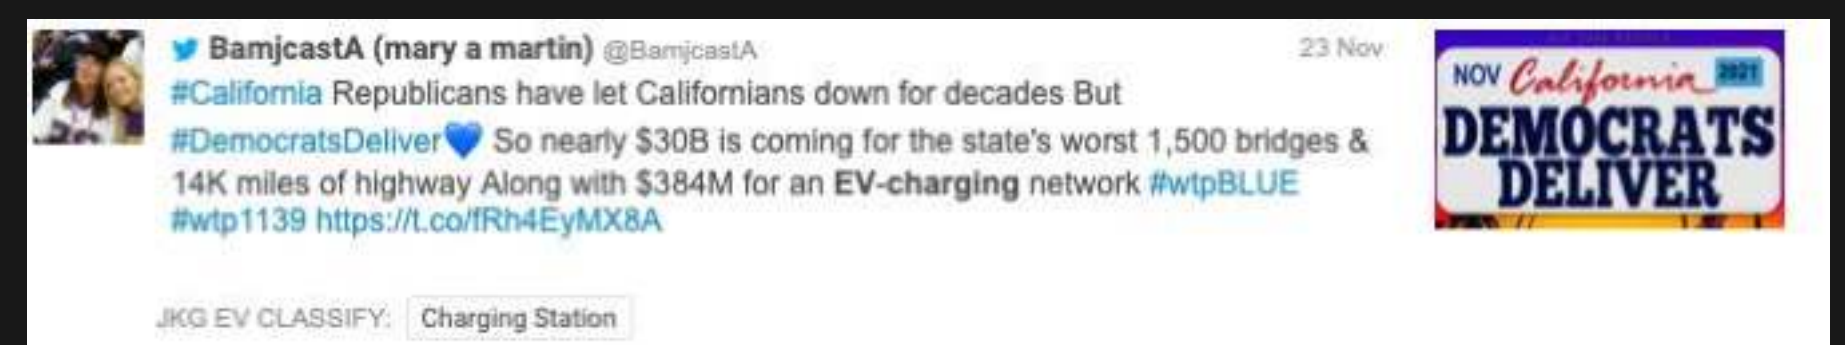 BamjcastA (mary a martin) @BamjcastA 23 Nov
#California Republicans have let Californians down for decades But
#DemocratsDeliver💙 So nearly $30B is coming for the state's worst 1,500 bridges &
14K miles of highway Along with $384M for an EV-charging network #wtpBLUE
#wtp1139 https://t.co/fRh4EyMX8A
JKG EV CLASSIFY: Charging Station
NOV California 2021
DEMOCRATS
DELIVER